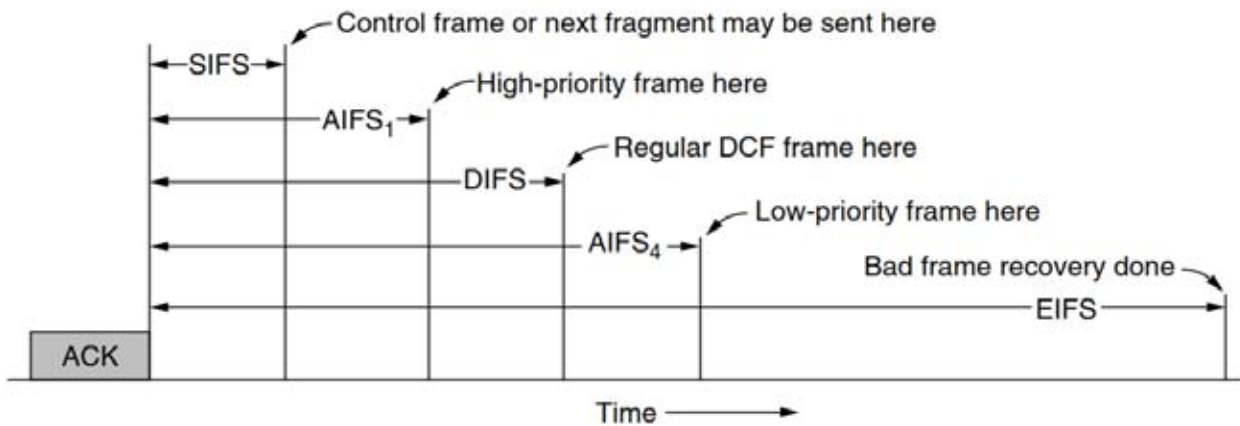 Control frame or next fragment may be sent here
SIFS
High-priority frame here
AIFS₁
Regular DCF frame here
DIFS
Low-priority frame here
AIFS₄
Bad frame recovery done
EIFS
ACK
Time